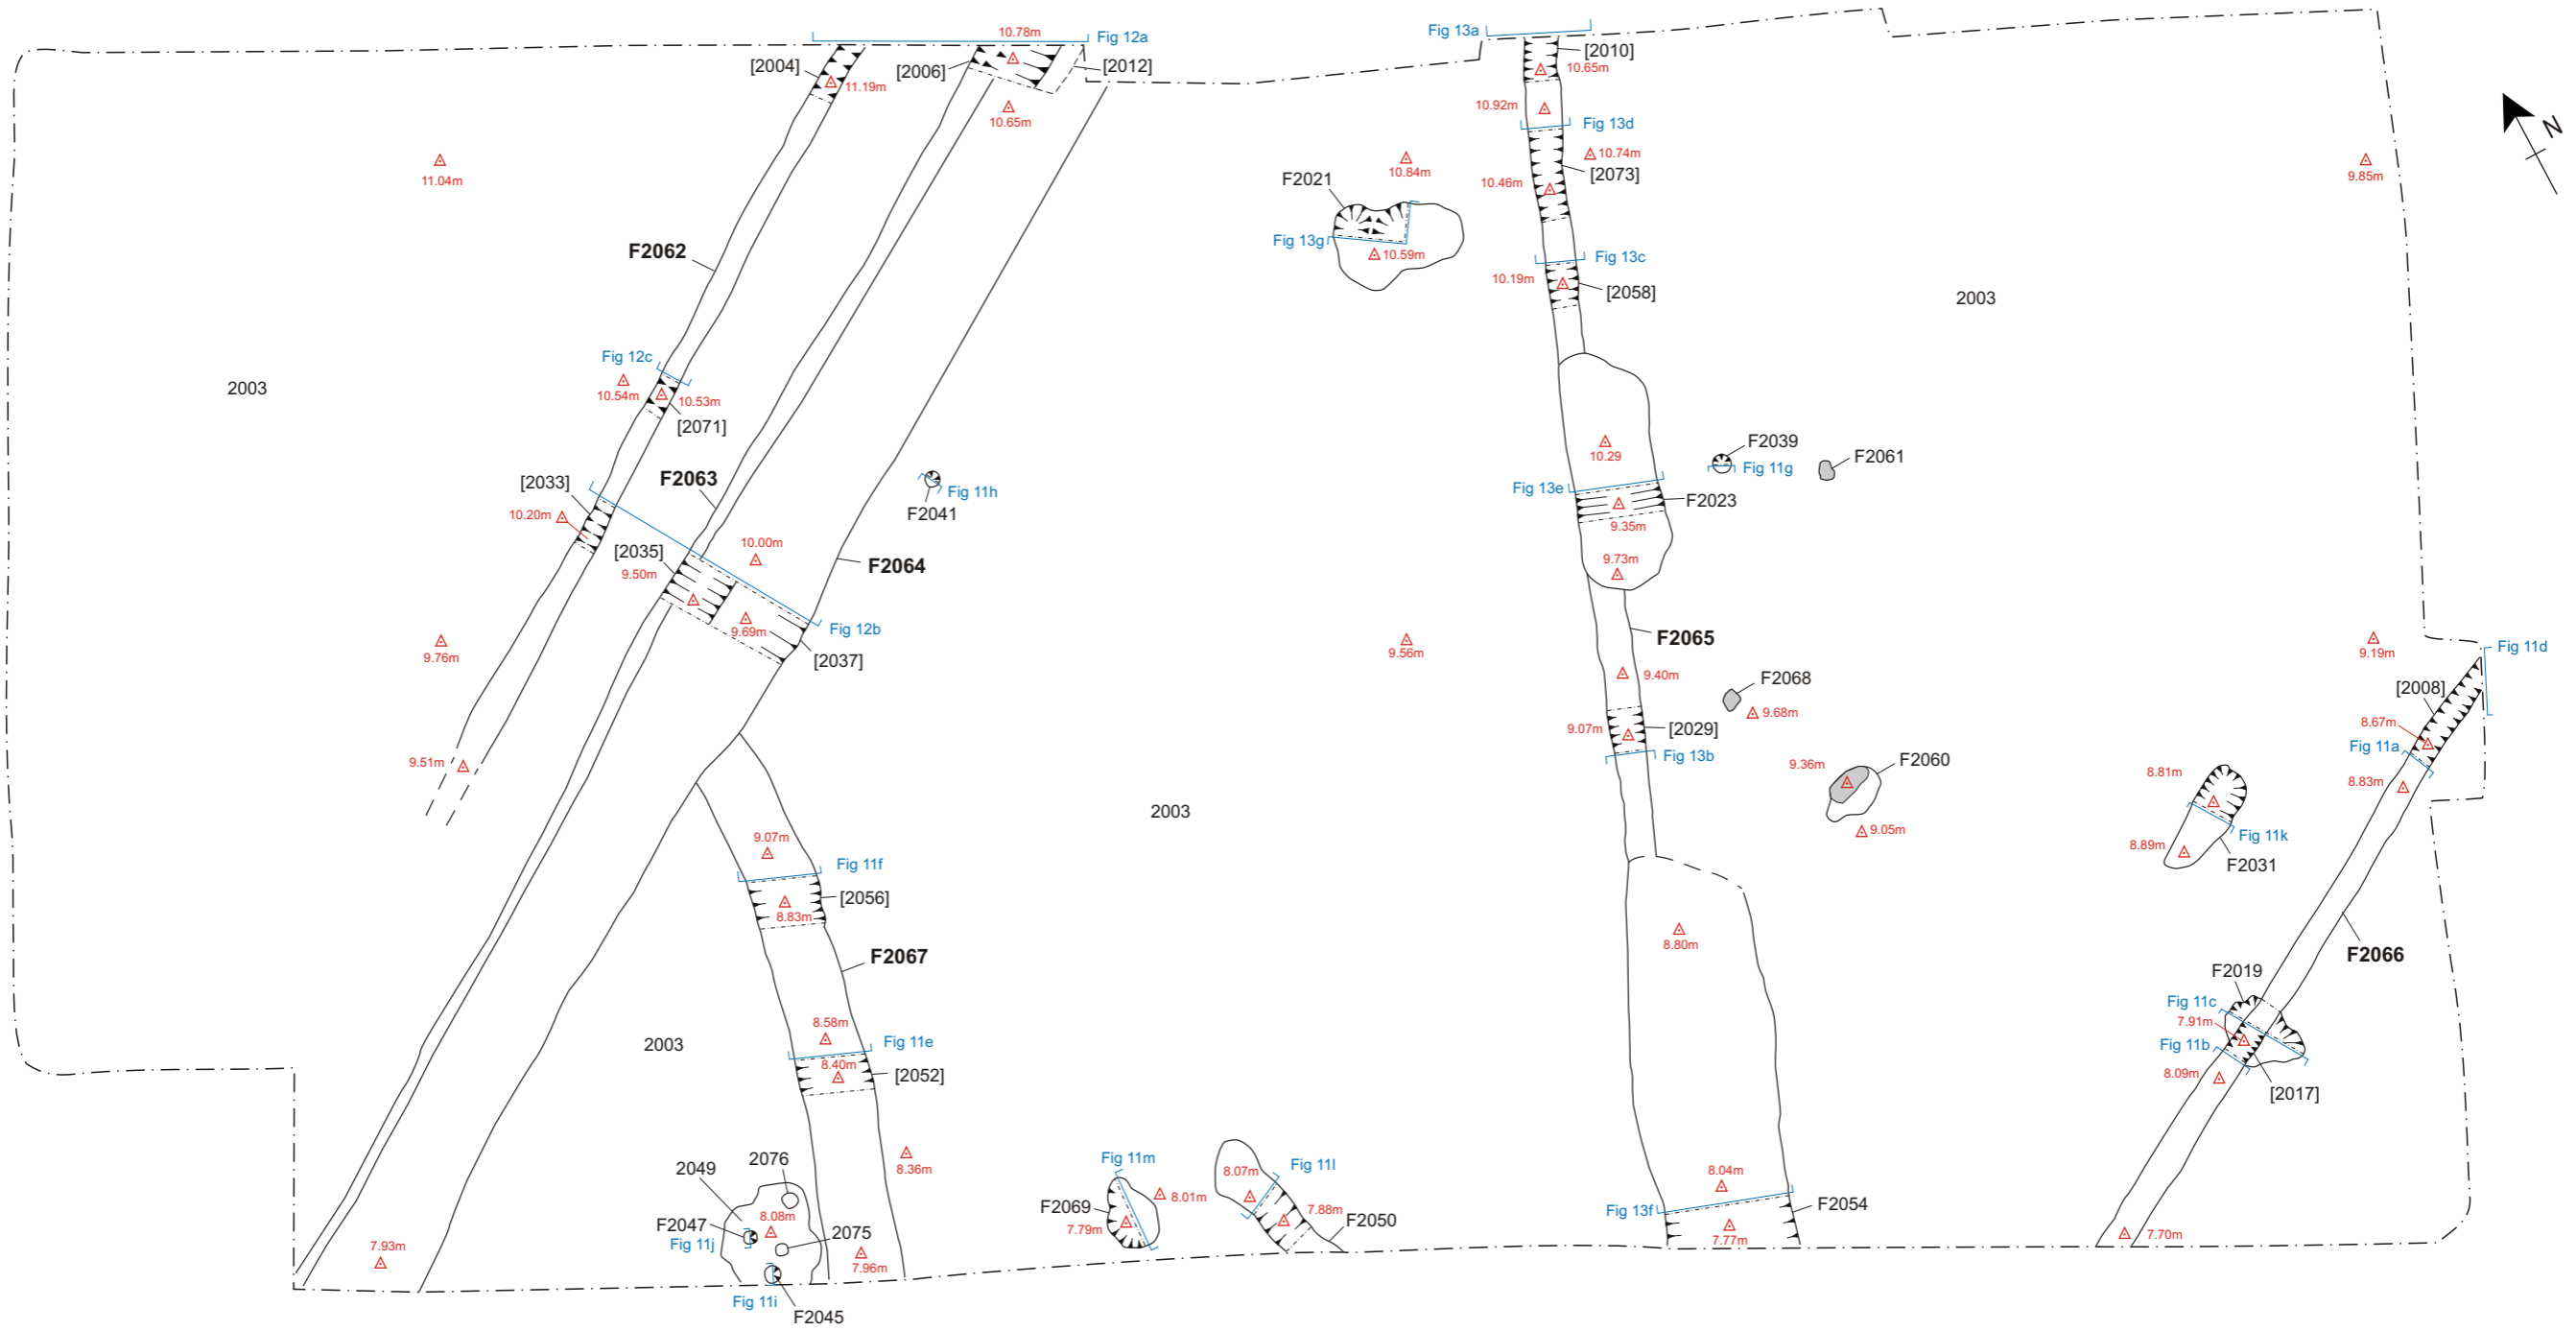 10.78m
Fig 12a
Fig 13a
[2004]
[2006]
[2012]
[2010]
10.65m
11.19m
10.65m
10.92m
Fig 13d
N
11.04m
10.84m
10.74m
9.85m
F2021
10.46m
[2073]
F2062
Fig 13g
10.59m
Fig 13c
10.19m
[2058]
2003
Fig 12c
2003
10.54m
10.53m
[2071]
F2039
10.29
F2061
Fig 11g
[2033]
F2063
Fig 11h
Fig 13e
F2023
F2041
10.20m
9.35m
[2035]
10.00m
9.50m
F2064
9.73m
9.69m
Fig 12b
9.76m
[2037]
9.56m
F2065
9.19m
Fig 11d
9.40m
F2068
[2008]
9.68m
8.67m
9.07m
[2029]
Fig 11a
Fig 13b
9.51m
9.36m
F2060
8.81m
8.83m
2003
9.05m
9.07m
Fig 11k
8.89m
F2031
Fig 11f
[2056]
8.83m
8.80m
F2067
F2066
F2019
Fig 11c
8.58m
7.91m
2003
Fig 11e
Fig 11b
8.40m
[2052]
8.09m
[2017]
2076
8.36m
Fig 11m
Fig 11l
2049
8.07m
8.04m
F2069
8.01m
F2054
F2047
8.08m
7.79m
7.88m
F2050
Fig 13f
Fig 11j
2075
7.93m
7.96m
7.77m
7.70m
Fig 11i
F2045